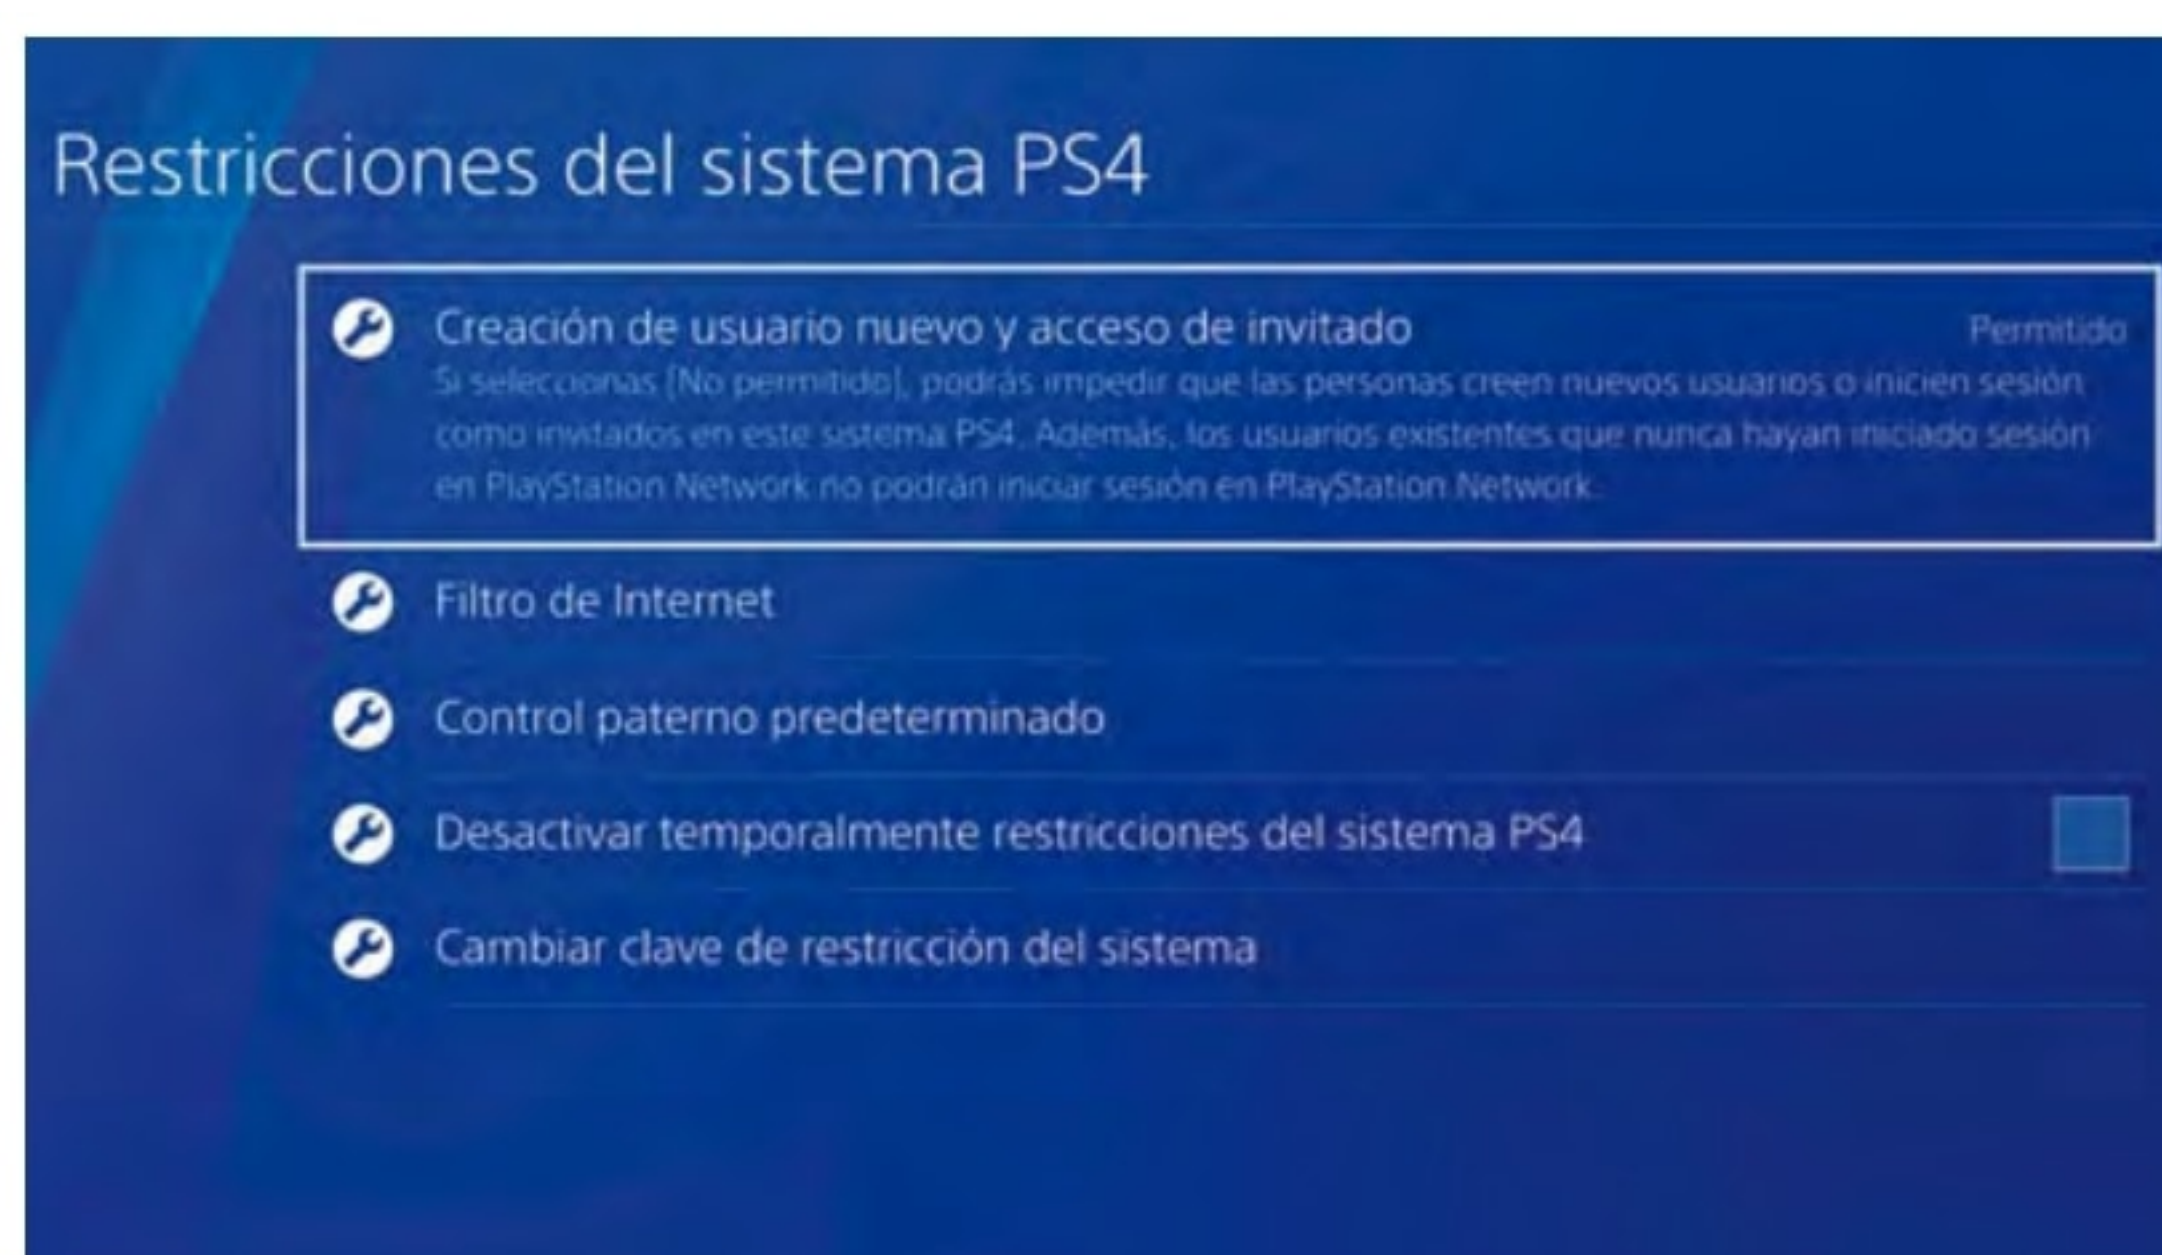 Restricciones del sistema PS4
Creación de usuario nuevo y acceso de invitado Permitido
Si seleccionas [No permitido], podrás impedir que las personas creen nuevos usuarios o inicien sesión
como invitados en este sistema PS4. Además, los usuarios existentes que nunca hayan iniciado sesión
en PlayStation Network no podrán iniciar sesión en PlayStation Network.
Filtro de Internet
Control paterno predeterminado
Desactivar temporalmente restricciones del sistema PS4
Cambiar clave de restricción del sistema